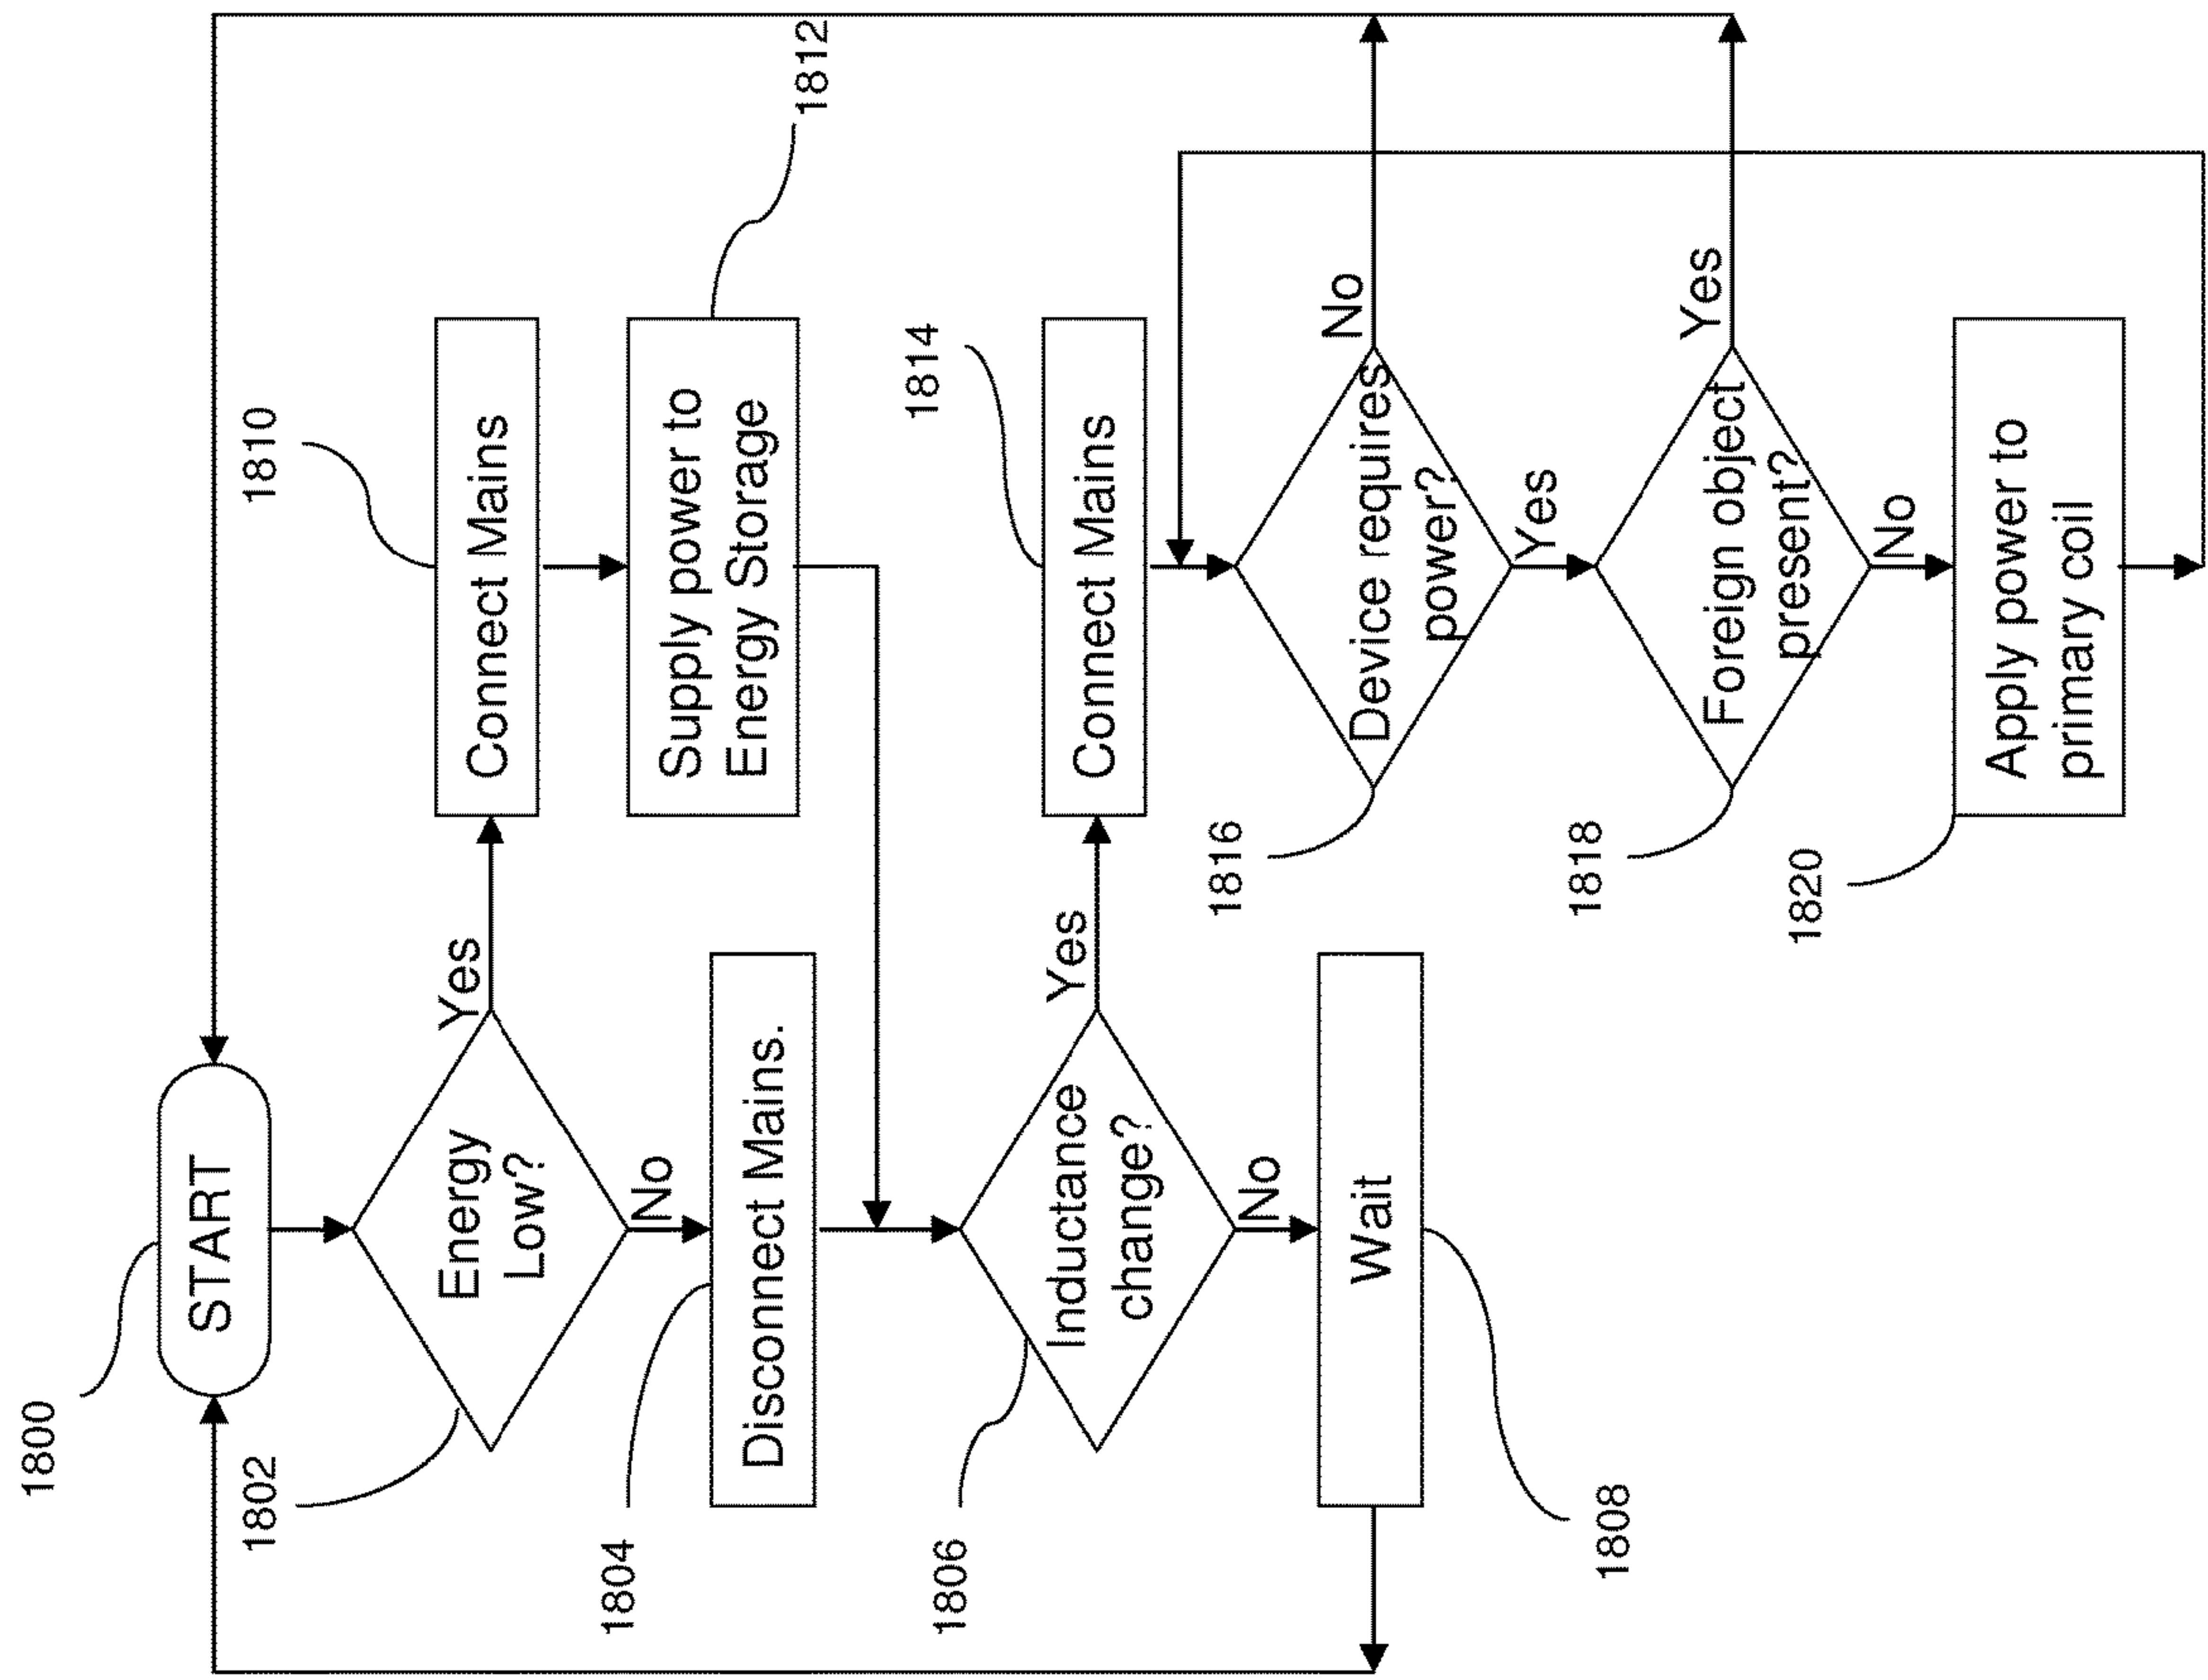 1800
START
1802
Energy
Low?
Yes
No
1810
Connect Mains
1812
Supply power to
Energy Storage
1804
Disconnect Mains.
1806
Inductance
change?
Yes
No
1808
Wait
1814
Connect Mains
1816
Device requires
power?
No
Yes
1818
Foreign object
present?
Yes
No
1820
Apply power to
primary coil